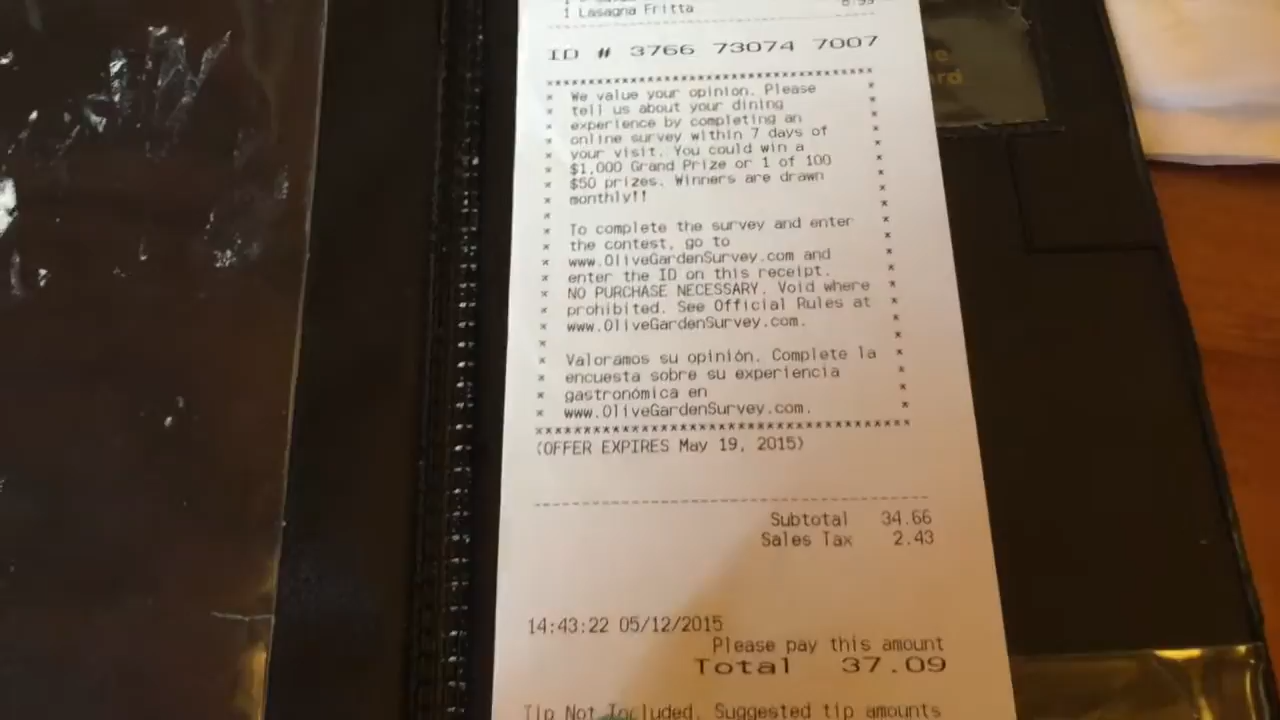 1 Lasagna Fritta
ID # 3766 73074 7007
***********************************
* We value your opinion. Please *
* tell us about your dining *
* experience by completing an *
* online survey within 7 days of *
* your visit. You could win a *
* $1,000 Grand Prize or 1 of 100 *
* $50 prizes. Winners are drawn *
* monthly!! *
* *
* To complete the survey and enter *
* the contest, go to *
* www.OliveGardenSurvey.com and *
* enter the ID on this receipt. *
* NO PURCHASE NECESSARY. Void where *
* prohibited. See Official Rules at *
* www.OliveGardenSurvey.com. *
* *
* Valoramos su opinión. Complete la *
* encuesta sobre su experiencia *
* gastronómica en *
* www.OliveGardenSurvey.com. *
***********************************
(OFFER EXPIRES May 19, 2015)
----------------------------------------
Subtotal 34.66
Sales Tax 2.43
14:43:22 05/12/2015
Please pay this amount
Total 37.09
Tip Not Included. Suggested tip amounts